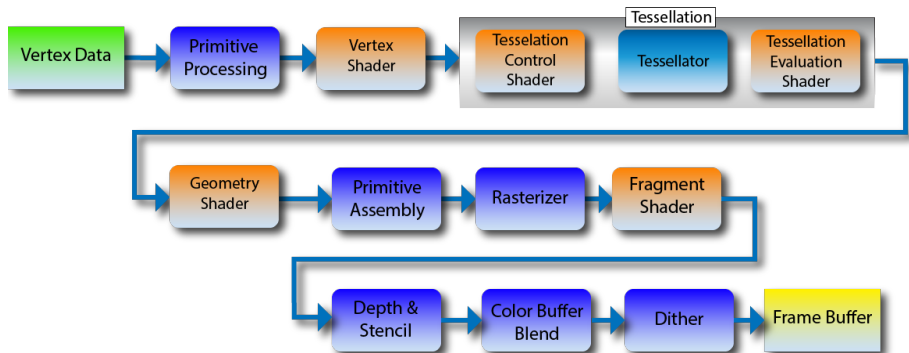 Tessellation
Vertex Data
Primitive
Processing
Vertex
Shader
Tesselation
Control
Shader
Tessellator
Tessellation
Evaluation
Shader
Geometry
Shader
Primitive
Assembly
Rasterizer
Fragment
Shader
Depth &
Stencil
Color Buffer
Blend
Dither
Frame Buffer